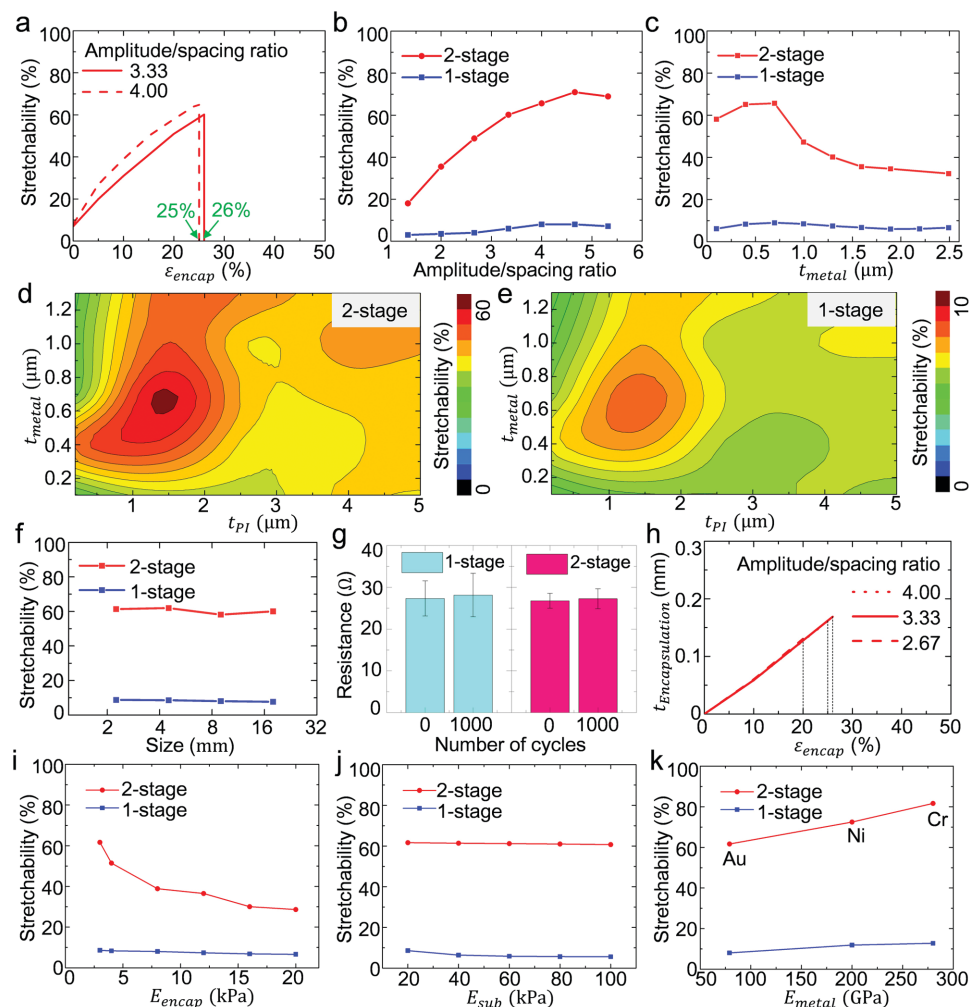 a
Stretchability (%)
100
80
60
40
20
0
Amplitude/spacing ratio
3.33
4.00
25%
26%
0 10 20 30 40 50
ε_encap (%)
b
Stretchability (%)
100
80
60
40
20
0
2-stage
1-stage
1 2 3 4 5 6
Amplitude/spacing ratio
c
Stretchability (%)
100
80
60
40
20
0
2-stage
1-stage
0.0 0.5 1.0 1.5 2.0 2.5
t_metal (μm)
d
t_metal (μm)
1.2
1.0
0.8
0.6
0.4
0.2
2-stage
1 2 3 4 5
t_PI (μm)
Stretchability (%)
60
0
e
t_metal (μm)
1.2
1.0
0.8
0.6
0.4
0.2
1-stage
1 2 3 4 5
t_PI (μm)
Stretchability (%)
10
0
f
Stretchability (%)
100
80
60
40
20
0
2-stage
1-stage
2 4 8 16 32
Size (mm)
g
Resistance (Ω)
40
30
20
10
0
1-stage
2-stage
0 1000 0 1000
Number of cycles
h
t_Encapsulation (mm)
0.3
0.2
0.1
0
Amplitude/spacing ratio
4.00
3.33
2.67
0 10 20 30 40 50
ε_encap (%)
i
Stretchability (%)
100
80
60
40
20
0
2-stage
1-stage
5 10 15 20
E_encap (kPa)
j
Stretchability (%)
100
80
60
40
20
0
2-stage
1-stage
20 40 60 80 100
E_sub (kPa)
k
Stretchability (%)
100
80
60
40
20
0
2-stage
1-stage
Au
Ni
Cr
50 100 150 200 250 300
E_metal (GPa)